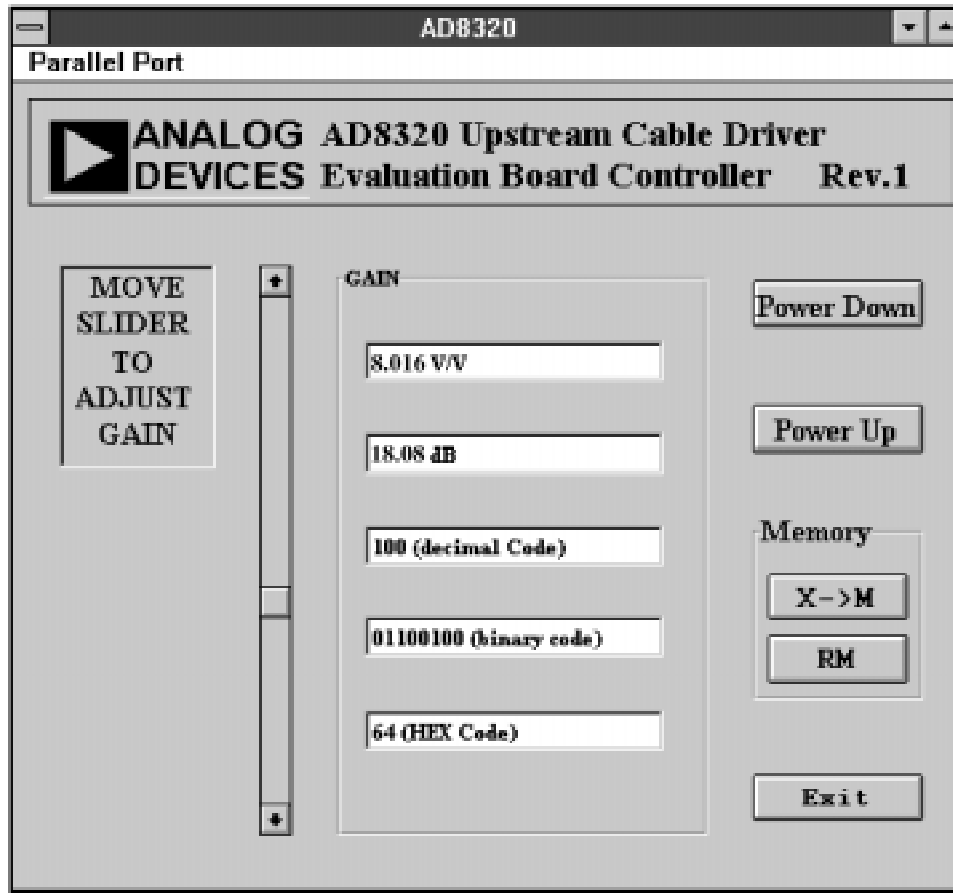 AD8320
Parallel Port
ANALOG DEVICES
AD8320 Upstream Cable Driver
Evaluation Board Controller Rev.1
MOVE
SLIDER
TO
ADJUST
GAIN
GAIN
8.016 V/V
18.08 dB
100 (decimal Code)
01100100 (binary code)
64 (HEX Code)
Power Down
Power Up
Memory
X->M
RM
Exit